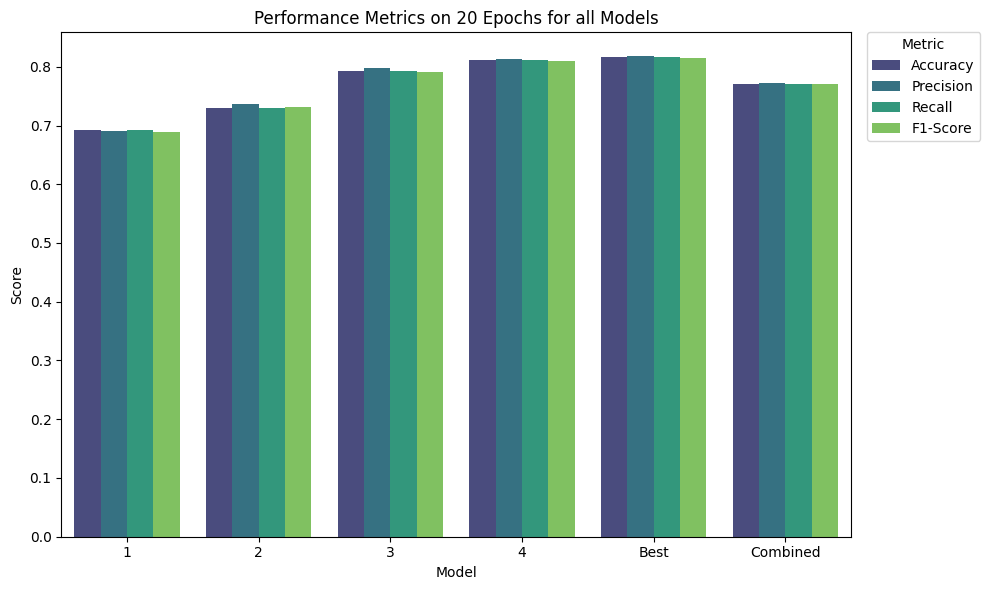 Performance Metrics on 20 Epochs for all Models
Metric
Accuracy
Precision
Recall
F1-Score
Score
0.8
0.7
0.6
0.5
0.4
0.3
0.2
0.1
0.0
1 2 3 4 Best Combined
Model